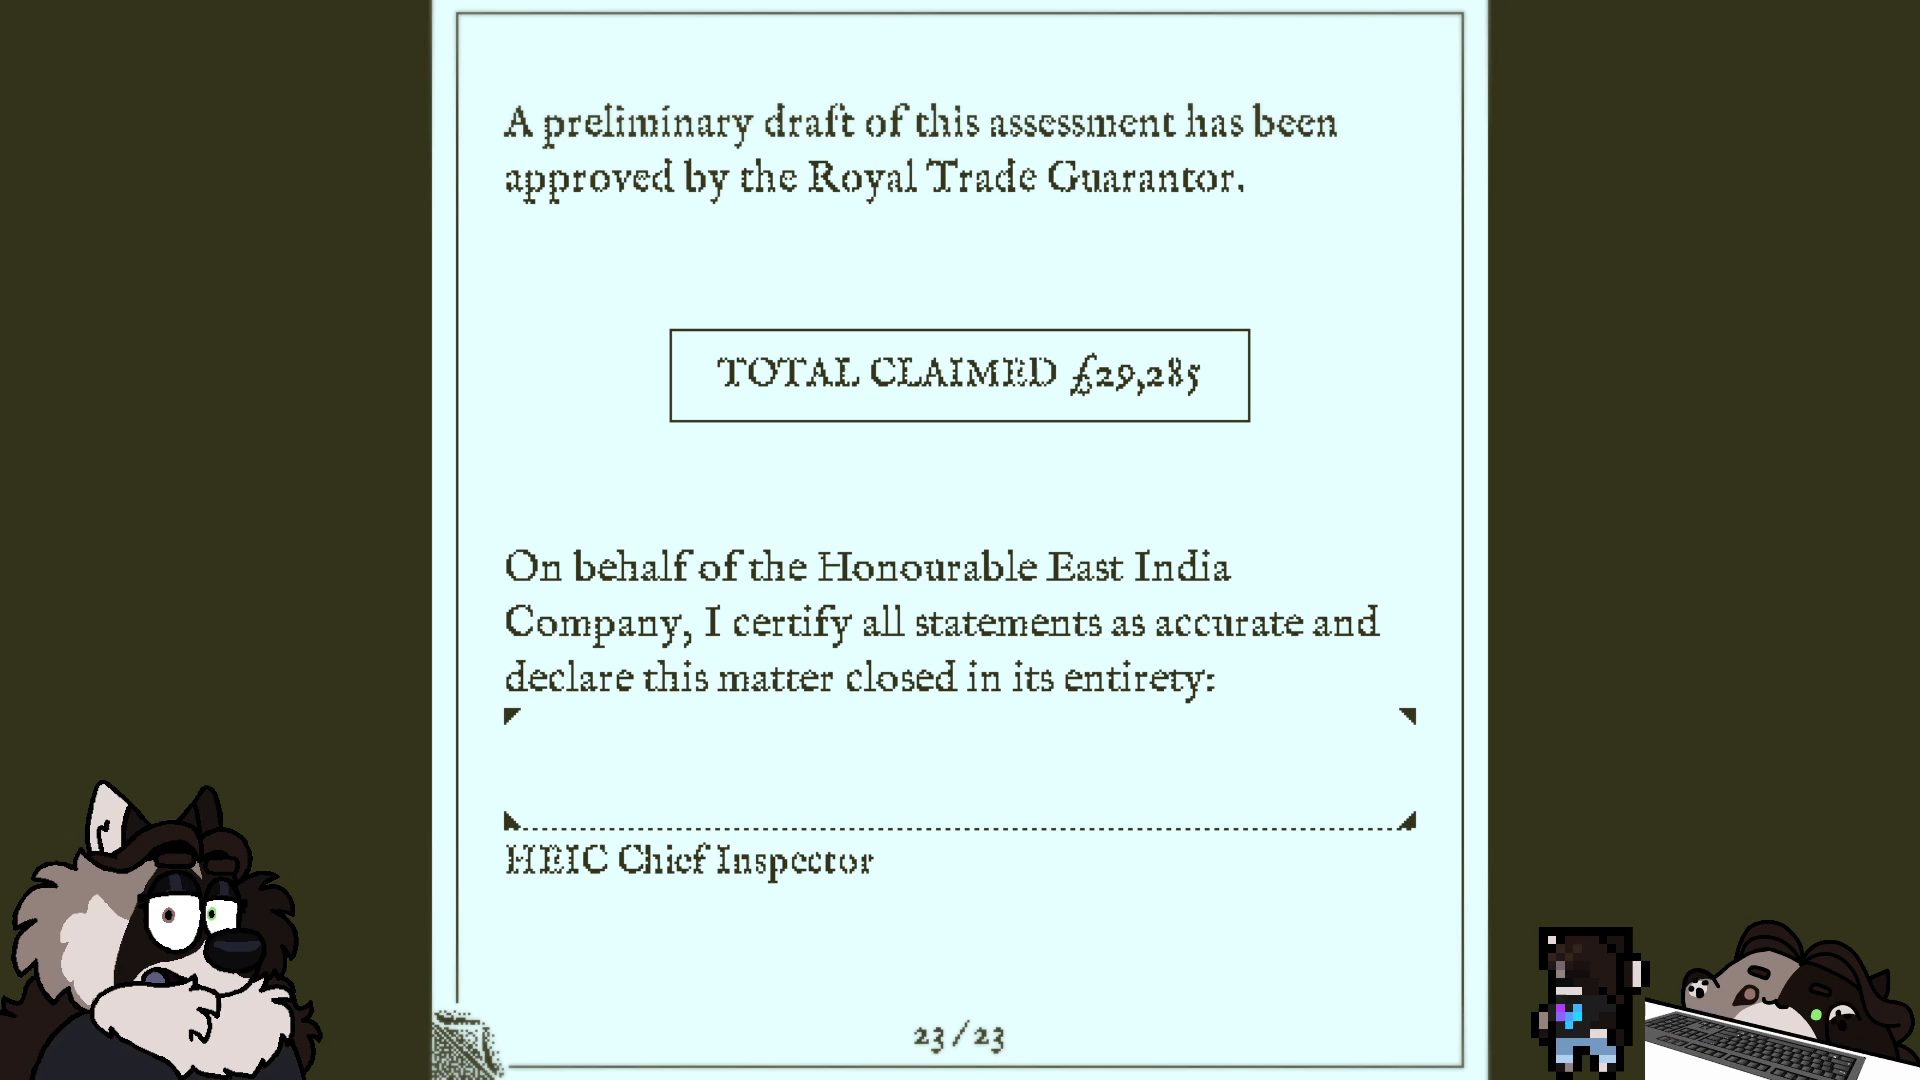 A preliminary draft of this assessment has been
approved by the Royal Trade Guarantor.
TOTAL CLAIMED £29,285
On behalf of the Honourable East India
Company, I certify all statements as accurate and
declare this matter closed in its entirety:
HEIC Chief Inspector
23/23